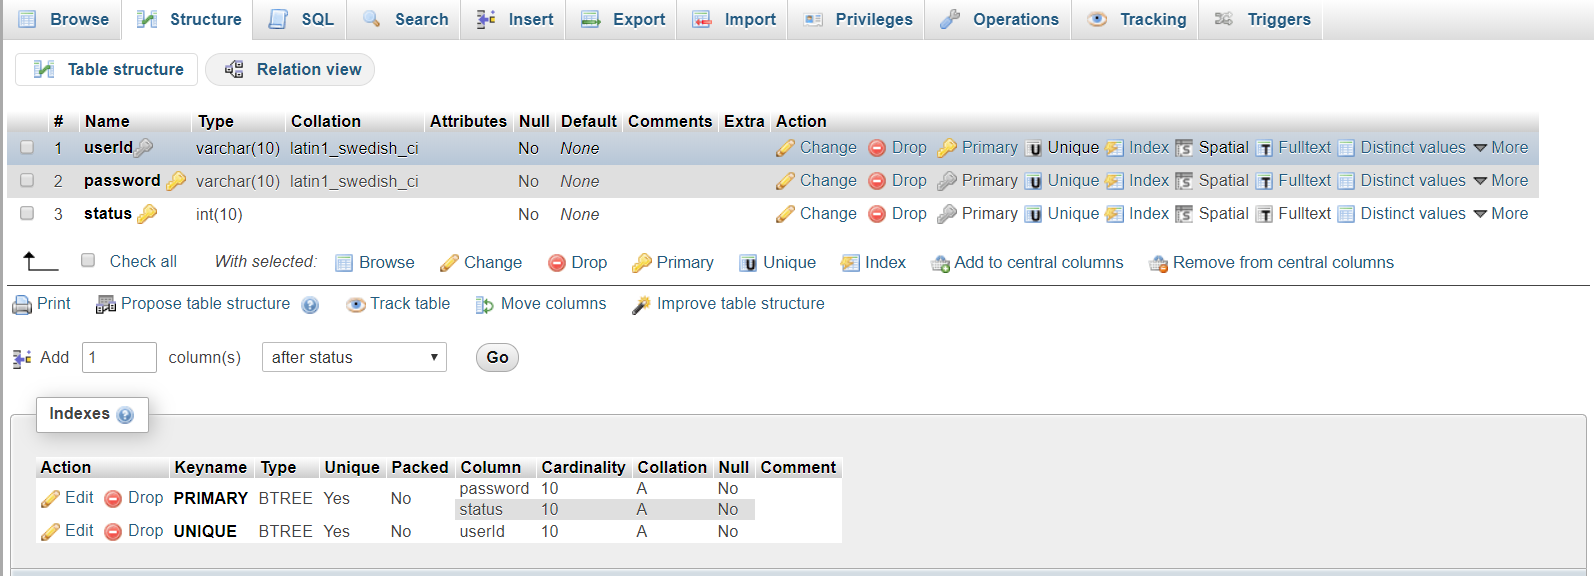 Browse Structure SQL Search Insert Export Import Privileges Operations Tracking Triggers
Table structure Relation view
# Name Type Collation Attributes Null Default Comments Extra Action
1 userId varchar(10) latin1_swedish_ci No None Change Drop Primary Unique Index Spatial Fulltext Distinct values More
2 password varchar(10) latin1_swedish_ci No None Change Drop Primary Unique Index Spatial Fulltext Distinct values More
3 status int(10) No None Change Drop Primary Unique Index Spatial Fulltext Distinct values More
Check all With selected: Browse Change Drop Primary Unique Index Add to central columns Remove from central columns
Print Propose table structure Track table Move columns Improve table structure
Add 1 column(s) after status Go
Indexes
Action Keyname Type Unique Packed Column Cardinality Collation Null Comment
Edit Drop PRIMARY BTREE Yes No password 10 A No
status 10 A No
Edit Drop UNIQUE BTREE Yes No userId 10 A No